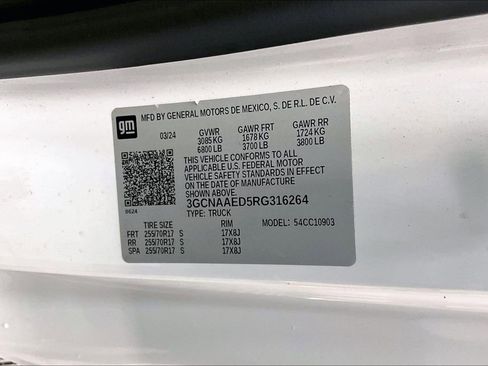 gm
MFD BY GENERAL MOTORS DE MEXICO, S. DE R.L. DE C.V.
03/24 GVWR GAWR FRT GAWR RR
3085 KG 1678 KG 1724 KG
6800 LB 3700 LB 3800 LB
THIS VEHICLE CONFORMS TO ALL
APPLICABLE U.S. FEDERAL MOTOR
VEHICLE SAFETY STANDARDS IN EFFECT
ON THE DATE OF MANUFACTURE
SHOWN ABOVE.
3GCNAAED5RG316264
8624 TYPE: TRUCK
TIRE SIZE RIM MODEL: 54CC10903
FRT 255/70R17 S 17X8J
RR 255/70R17 S 17X8J
SPA 255/70R17 S 17X8J